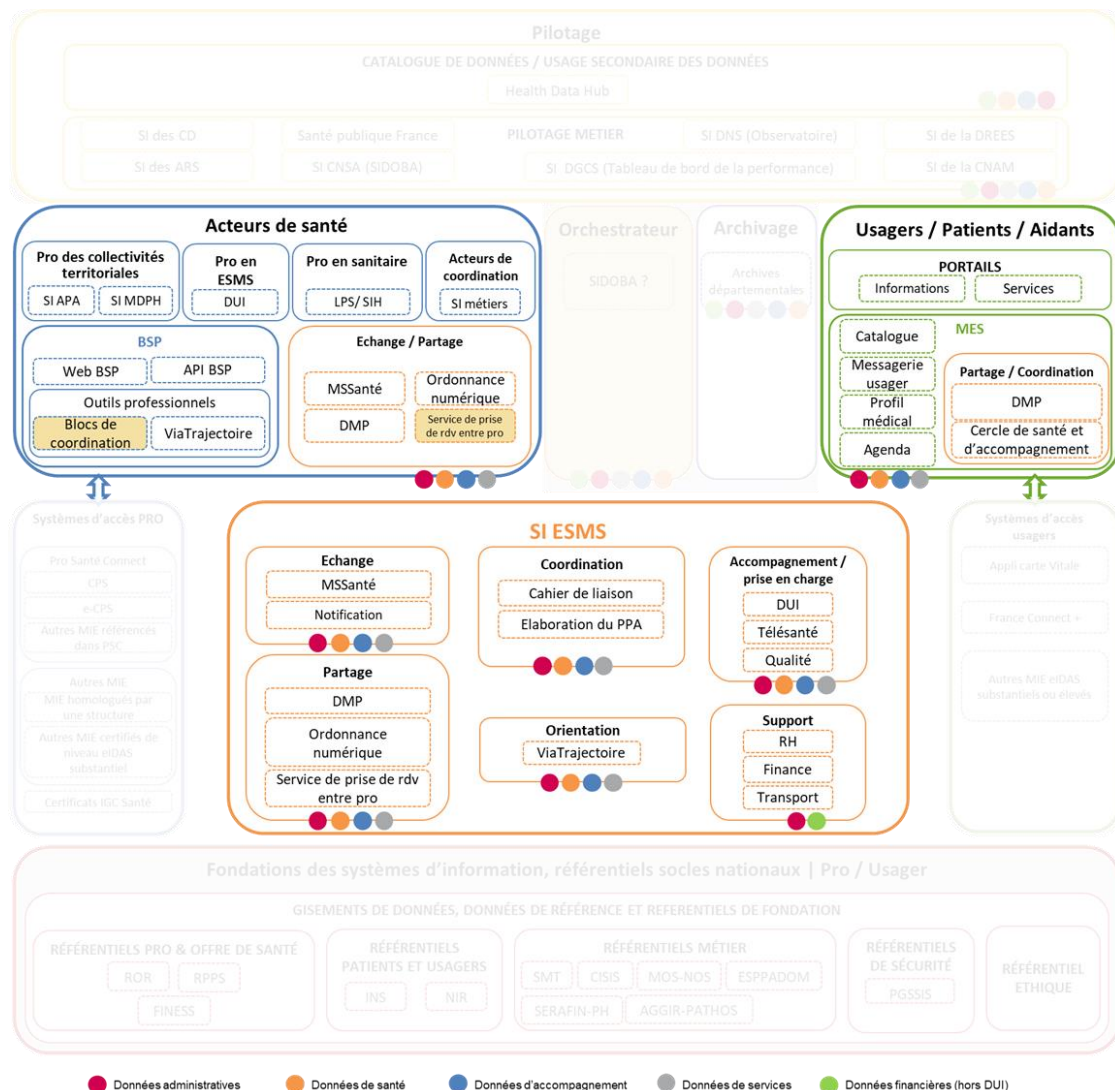 Pilotage
CATALOGUE DE DONNÉES / USAGE SECONDAIRE DES DONNÉES
Health Data Hub
SI des CD
Santé publique France
PILOTAGE METIER
SI DNS (Observatoire)
SI de la DREES
SI des ARS
SI CNSA (SIDOBA)
SI DGCS (Tableau de bord de la performance)
SI de la CNAM
Acteurs de santé
Pro des collectivités
territoriales
SI APA
SI MDPH
Pro en
ESMS
DUI
Pro en sanitaire
LPS/ SIH
Acteurs de
coordination
SI métiers
BSP
Web BSP
API BSP
Outils professionnels
Blocs de
coordination
ViaTrajectoire
Echange / Partage
MSSanté
Ordonnance
numérique
DMP
Service de prise
de rdv entre pro
Orchestrateur
SIDOBA ?
Archivage
Archives
départementales
Usagers / Patients / Aidants
PORTAILS
Informations
Services
MES
Catalogue
Messagerie
usager
Profil
médical
Agenda
Partage / Coordination
DMP
Cercle de santé et
d'accompagnement
Systèmes d'accès PRO
Pro Santé Connect
CPS
e-CPS
Autres MIE référencés
dans PSC
Autres MIE
MIE homologués par
une structure
Autres MIE certifiés de
niveau eIDAS
substantiel
Certificats IGC Santé
SI ESMS
Echange
MSSanté
Notification
Partage
DMP
Ordonnance
numérique
Service de prise de rdv
entre pro
Coordination
Cahier de liaison
Elaboration du PPA
Orientation
ViaTrajectoire
Accompagnement /
prise en charge
DUI
Télésanté
Qualité
Support
RH
Finance
Transport
Systèmes d'accès
usagers
Appli carte Vitale
France Connect +
Autres MIE eIDAS
substantiels ou élevés
Fondations des systèmes d'information, référentiels socles nationaux | Pro / Usager
GISEMENTS DE DONNÉES, DONNÉES DE RÉFÉRENCE ET REFERENTIELS DE FONDATION
RÉFÉRENTIELS PRO & OFFRE DE SANTÉ
ROR
RPPS
FINESS
RÉFÉRENTIELS
PATIENTS ET USAGERS
INS
NIR
RÉFÉRENTIELS MÉTIER
SMT
CISIS
MOS-NOS
ESPPADOM
SERAFIN-PH
AGGIR-PATHOS
RÉFÉRENTIELS
DE SÉCURITÉ
PGSSIS
RÉFÉRENTIEL
ETHIQUE
Données administratives
Données de santé
Données d'accompagnement
Données de services
Données financières (hors DUI)